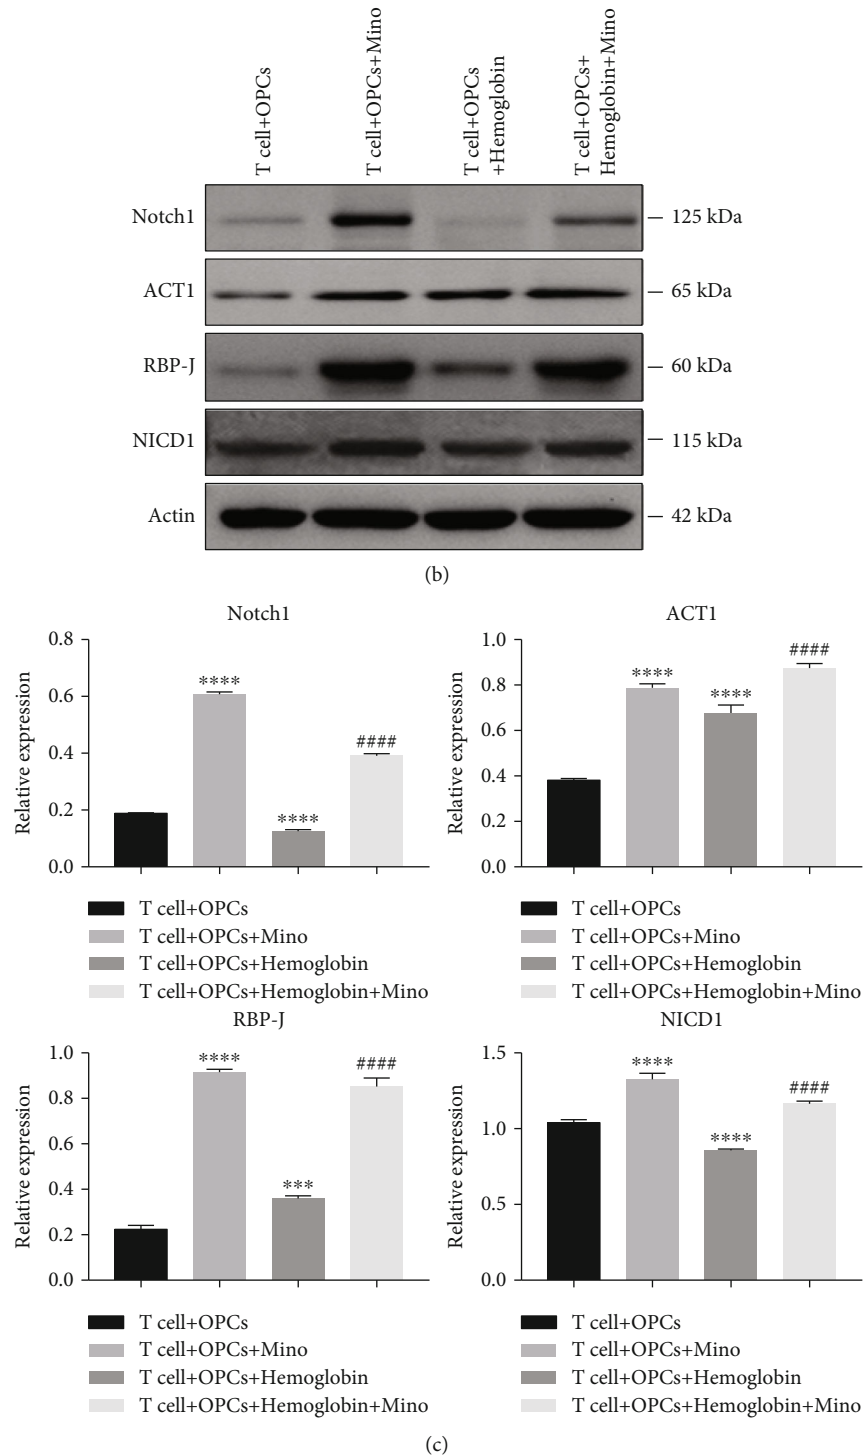 T cell+OPCs
T cell+OPCs+Mino
T cell+OPCs
+Hemoglobin
T cell+OPCs+
Hemoglobin+Mino
Notch1
125 kDa
ACT1
65 kDa
RBP-J
60 kDa
NICD1
115 kDa
Actin
42 kDa
(b)
Notch1
Relative expression
0.8
0.6
0.4
0.2
0.0
****
****
####
T cell+OPCs
T cell+OPCs+Mino
T cell+OPCs+Hemoglobin
T cell+OPCs+Hemoglobin+Mino
ACT1
Relative expression
1.0
0.8
0.6
0.4
0.2
0.0
****
****
####
T cell+OPCs
T cell+OPCs+Mino
T cell+OPCs+Hemoglobin
T cell+OPCs+Hemoglobin+Mino
RBP-J
Relative expression
1.0
0.8
0.6
0.4
0.2
0.0
****
***
####
T cell+OPCs
T cell+OPCs+Mino
T cell+OPCs+Hemoglobin
T cell+OPCs+Hemoglobin+Mino
NICD1
Relative expression
1.5
1.0
0.5
0.0
****
****
####
T cell+OPCs
T cell+OPCs+Mino
T cell+OPCs+Hemoglobin
T cell+OPCs+Hemoglobin+Mino
(c)